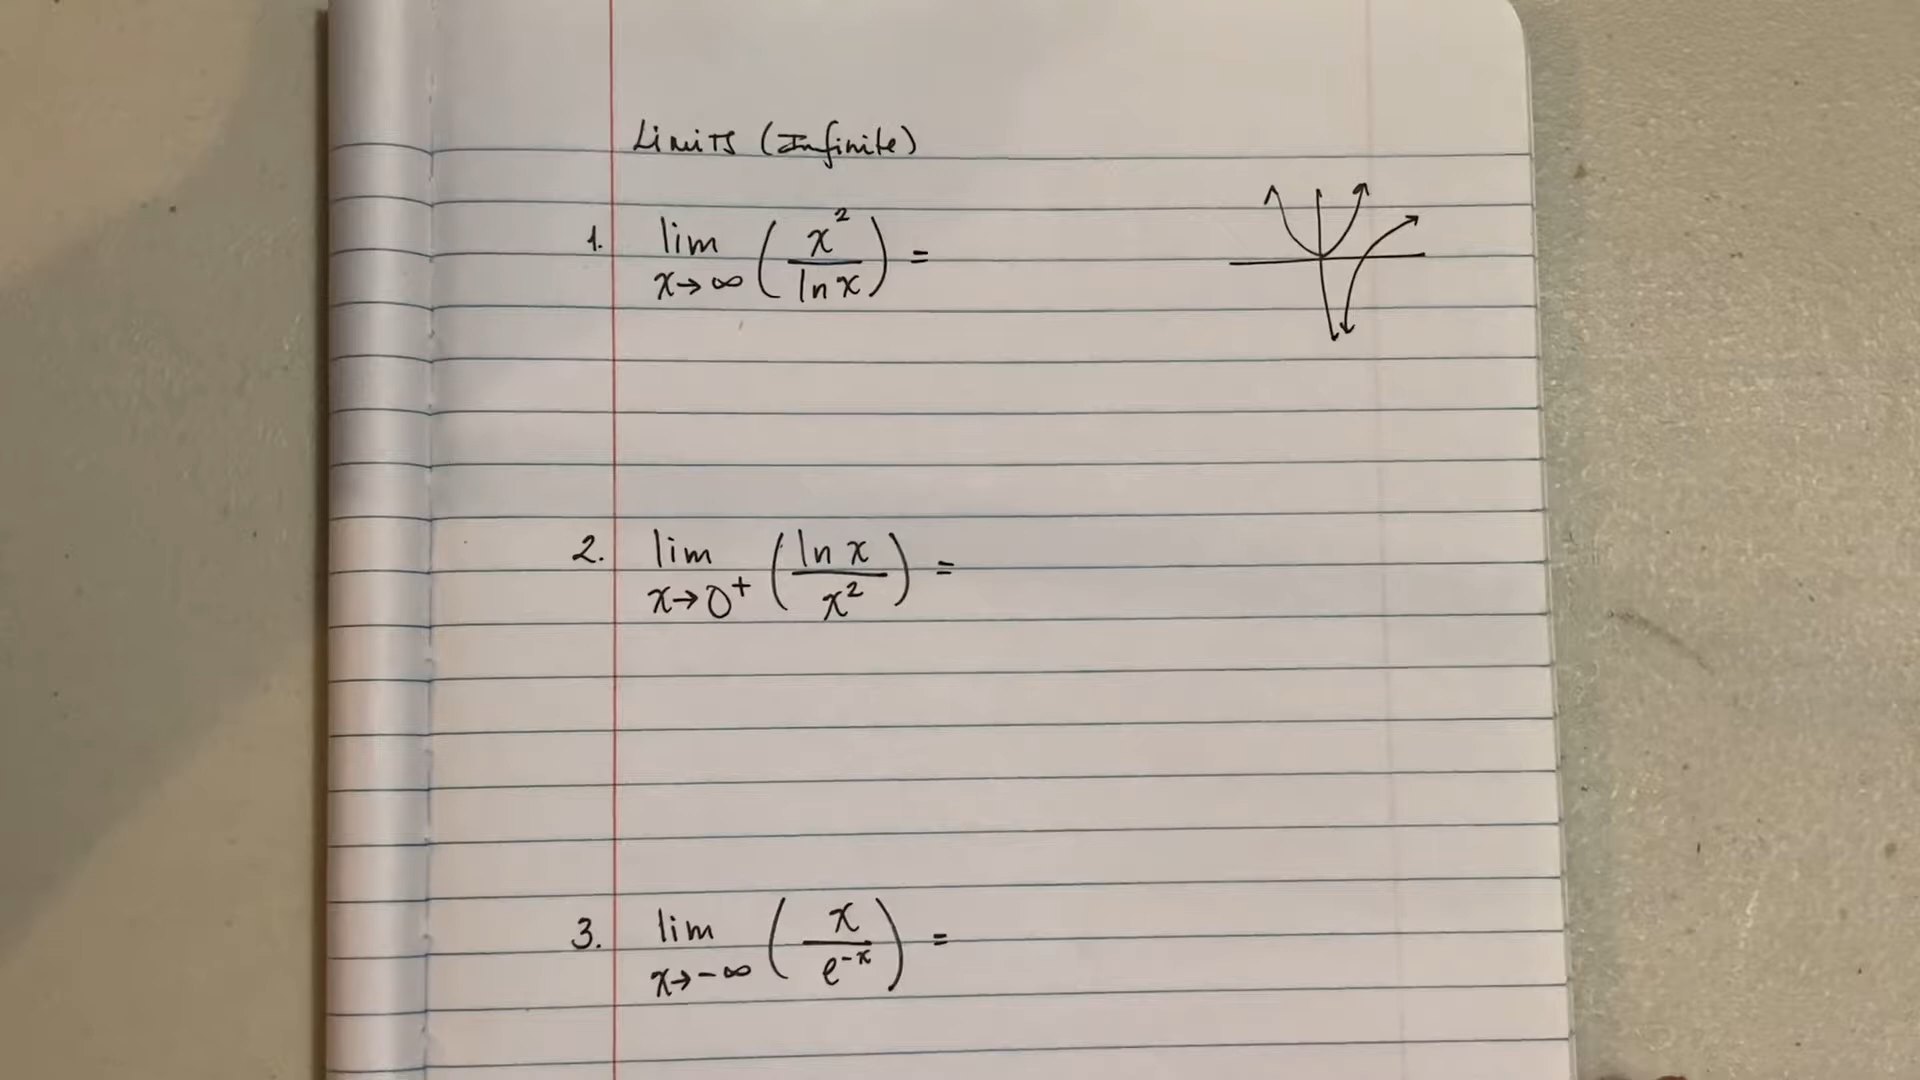 Limits (Infinite)
1. lim x→∞ (x²/ln x) =
2. lim x→0⁺ (ln x/x²) =
3. lim x→-∞ (x/e⁻ˣ) =